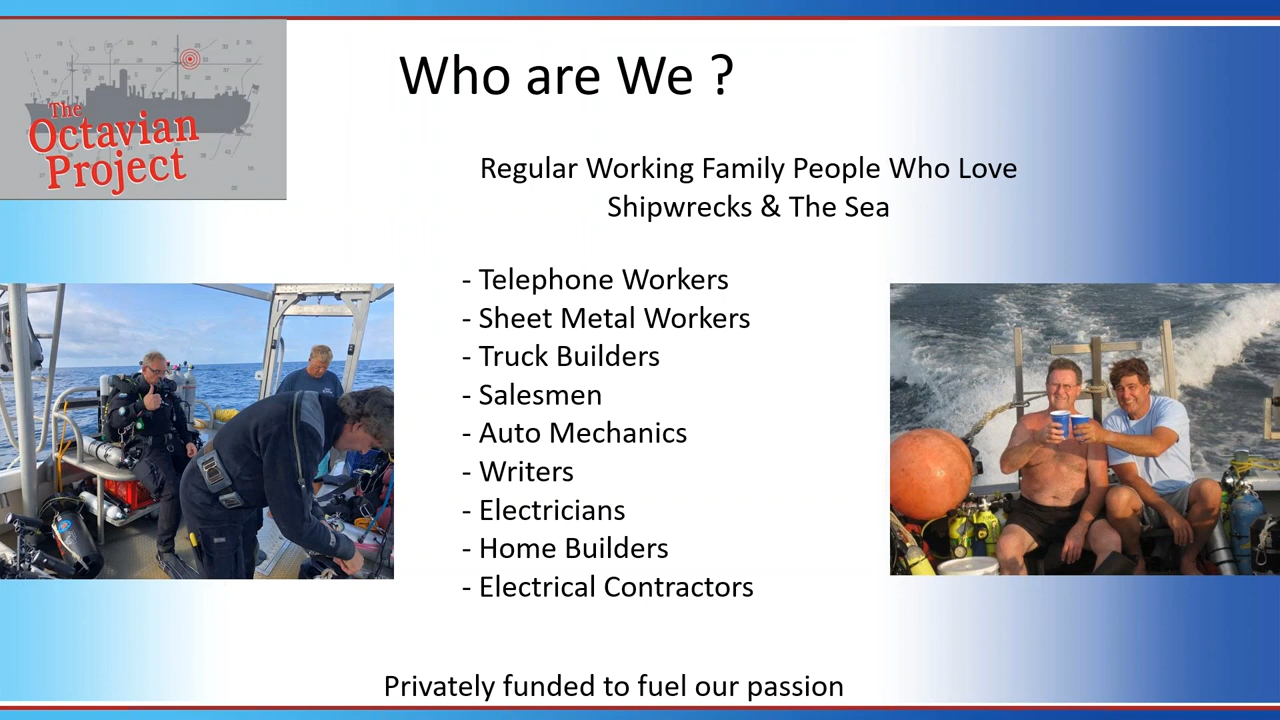 The
Octavian
Project
Who are We ?
Regular Working Family People Who Love
Shipwrecks & The Sea
- Telephone Workers
- Sheet Metal Workers
- Truck Builders
- Salesmen
- Auto Mechanics
- Writers
- Electricians
- Home Builders
- Electrical Contractors
Privately funded to fuel our passion